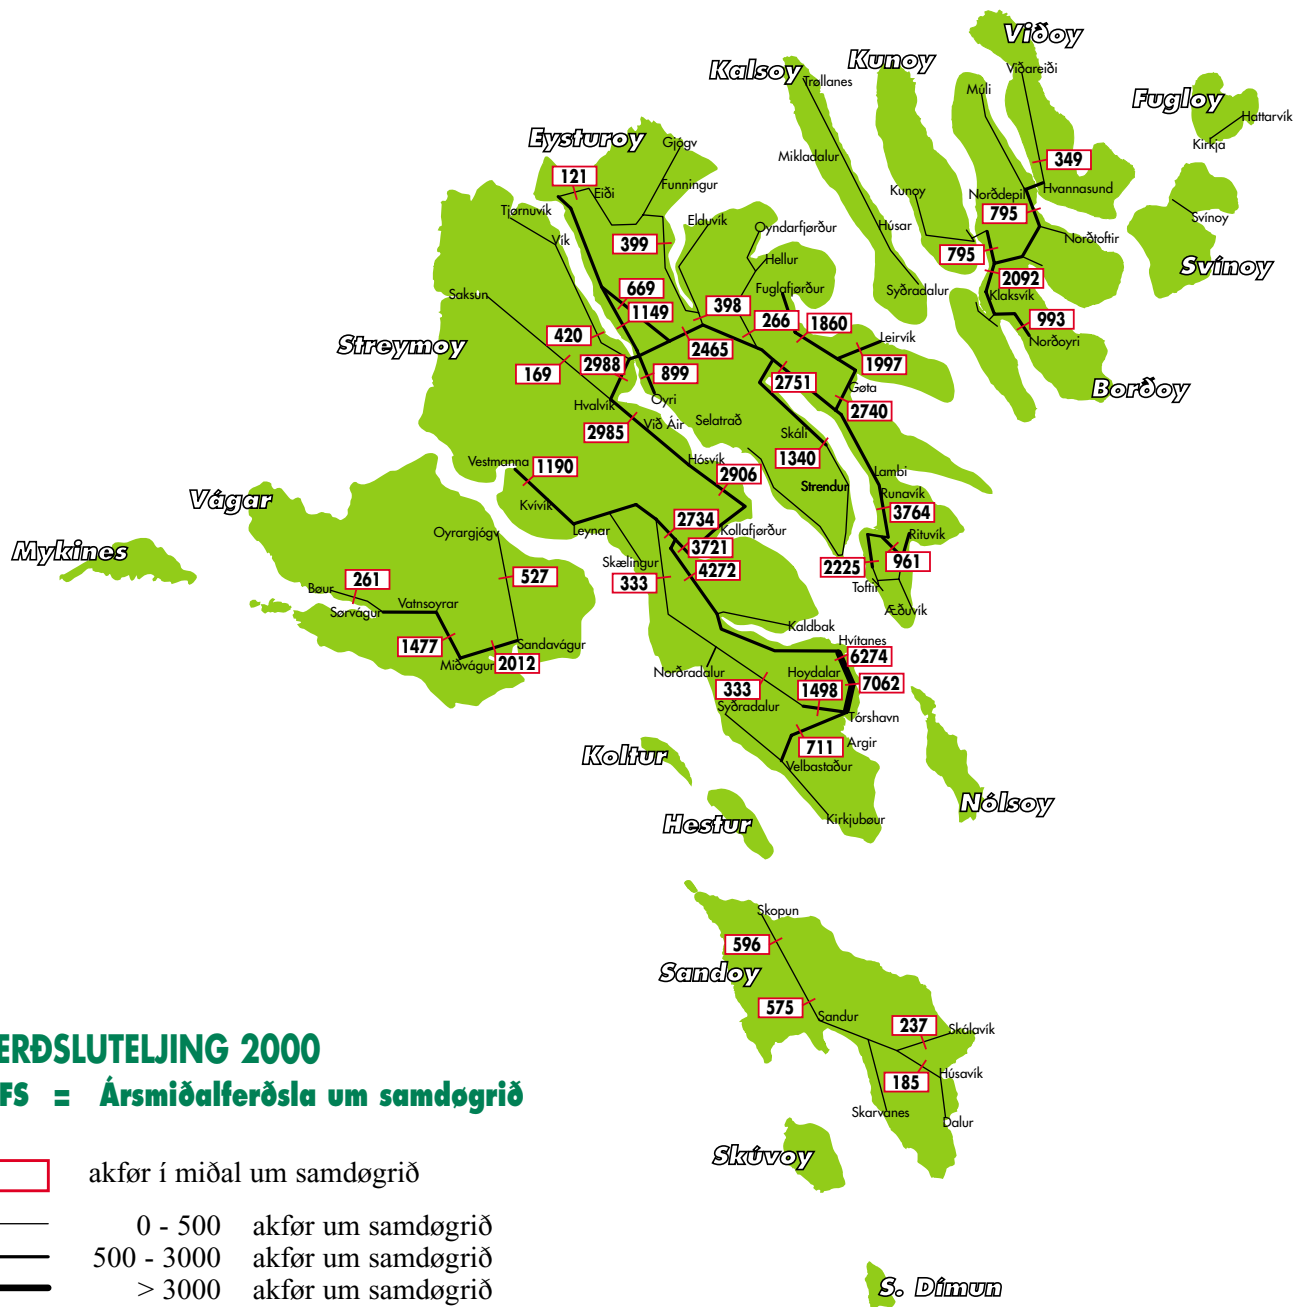 Viðoy
Kunoy
Kalsoy
Viðareiði
Trøllanes
Múli
Fugloy
Hattarvík
Kirkja
Eysturoy
Gjógv
Mikladalur
349
121
Eiði
Funningur
Kunoy
Norðdepil
Hvannasund
Tjørnuvík
Elduvík
795
Svínoy
Vík
399
Oyndarfjørður
Húsar
Norðtoftir
795
Hellur
2092
Svínoy
Saksun
669
Fuglafjørður
Syðradalur
Klaksvík
1149
398
266
1860
993
Streymoy
420
Leirvík
Norðoyri
2465
169
2988
1997
899
2751
Borðoy
Hvalvík
Oyri
Gøta
2740
2985
Við Áir
Selatrað
Skáli
Hósvík
1340
Vestmanna
1190
2906
Lambi
Strendur
Runavík
Vágar
Kvívík
3764
Oyrargjógv
Leynar
2734
Kollafjørður
Rituvík
Mykines
3721
Skælingur
4272
2225
961
261
527
333
Toftir
Bøur
Æðuvík
Sørvágur
Vatnsoyrar
Kaldbak
1477
Sandavágur
Hvítanes
Miðvágur
2012
6274
Norðradalur
Hoydalar
333
1498
7062
Syðradalur
Tórshavn
711
Argir
Koltur
Velbastaður
Nólsoy
Hestur
Kirkjubøur
Skopun
596
Sandoy
575
Sandur
237
Skálavík
ERÐSLUTELJING 2000
185
Húsavík
FS = Ársmiðalferðsla um samdøgrið
Skarvanes
Dalur
Skúvoy
akfør í miðal um samdøgrið
0 - 500 akfør um samdøgrið
500 - 3000 akfør um samdøgrið
> 3000 akfør um samdøgrið
S. Dímun